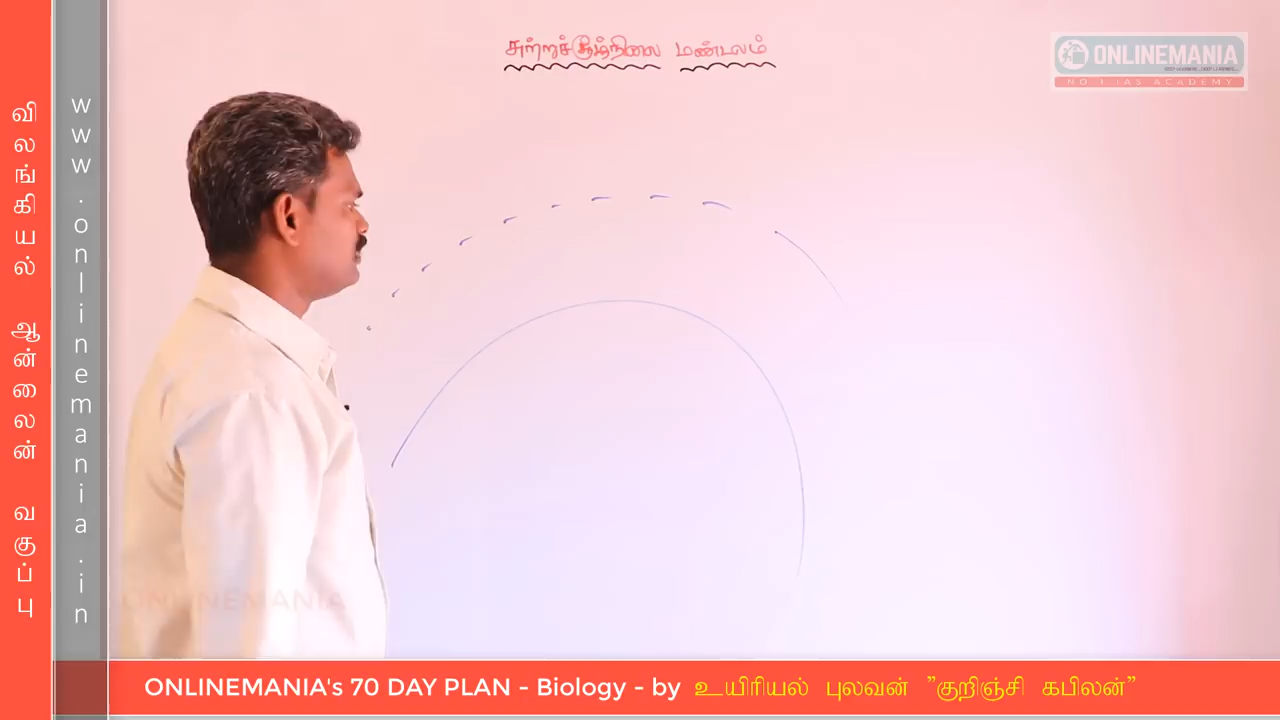 சுற்றுச்சூழ்நிலை மண்டலம்
ONLINEMANIA
NO 1 IAS ACADEMY
விலங்கியல் ஆன்லைன் வகுப்பு
www.onlinemania.in
ONLINEMANIA
ONLINEMANIA's 70 DAY PLAN - Biology - by உயிரியல் புலவன் ”குறிஞ்சி கபிலன்”